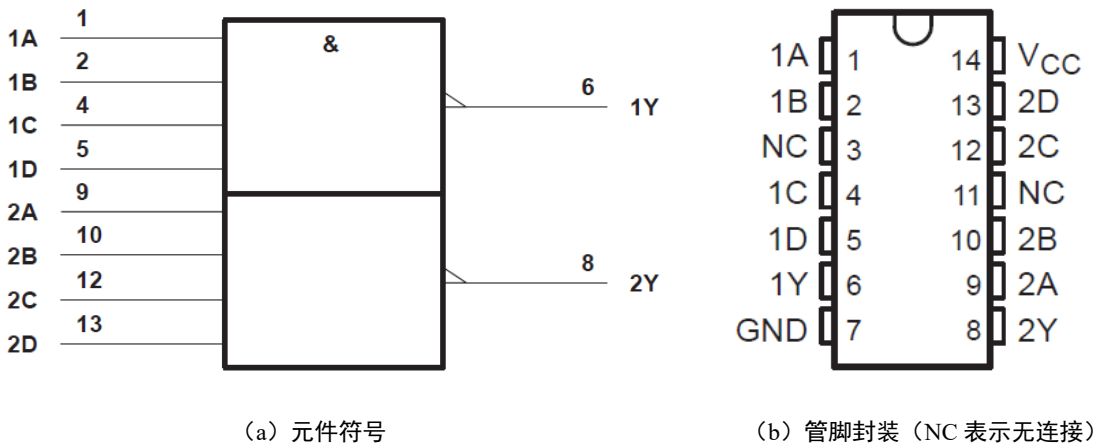 1
1A
2
1B
4
1C
5
1D
9
2A
10
2B
12
2C
13
2D
&
6
1Y
8
2Y
1A 1 14 VCC
1B 2 13 2D
NC 3 12 2C
1C 4 11 NC
1D 5 10 2B
1Y 6 9 2A
GND 7 8 2Y
（a）元件符号
（b）管脚封装（NC 表示无连接）